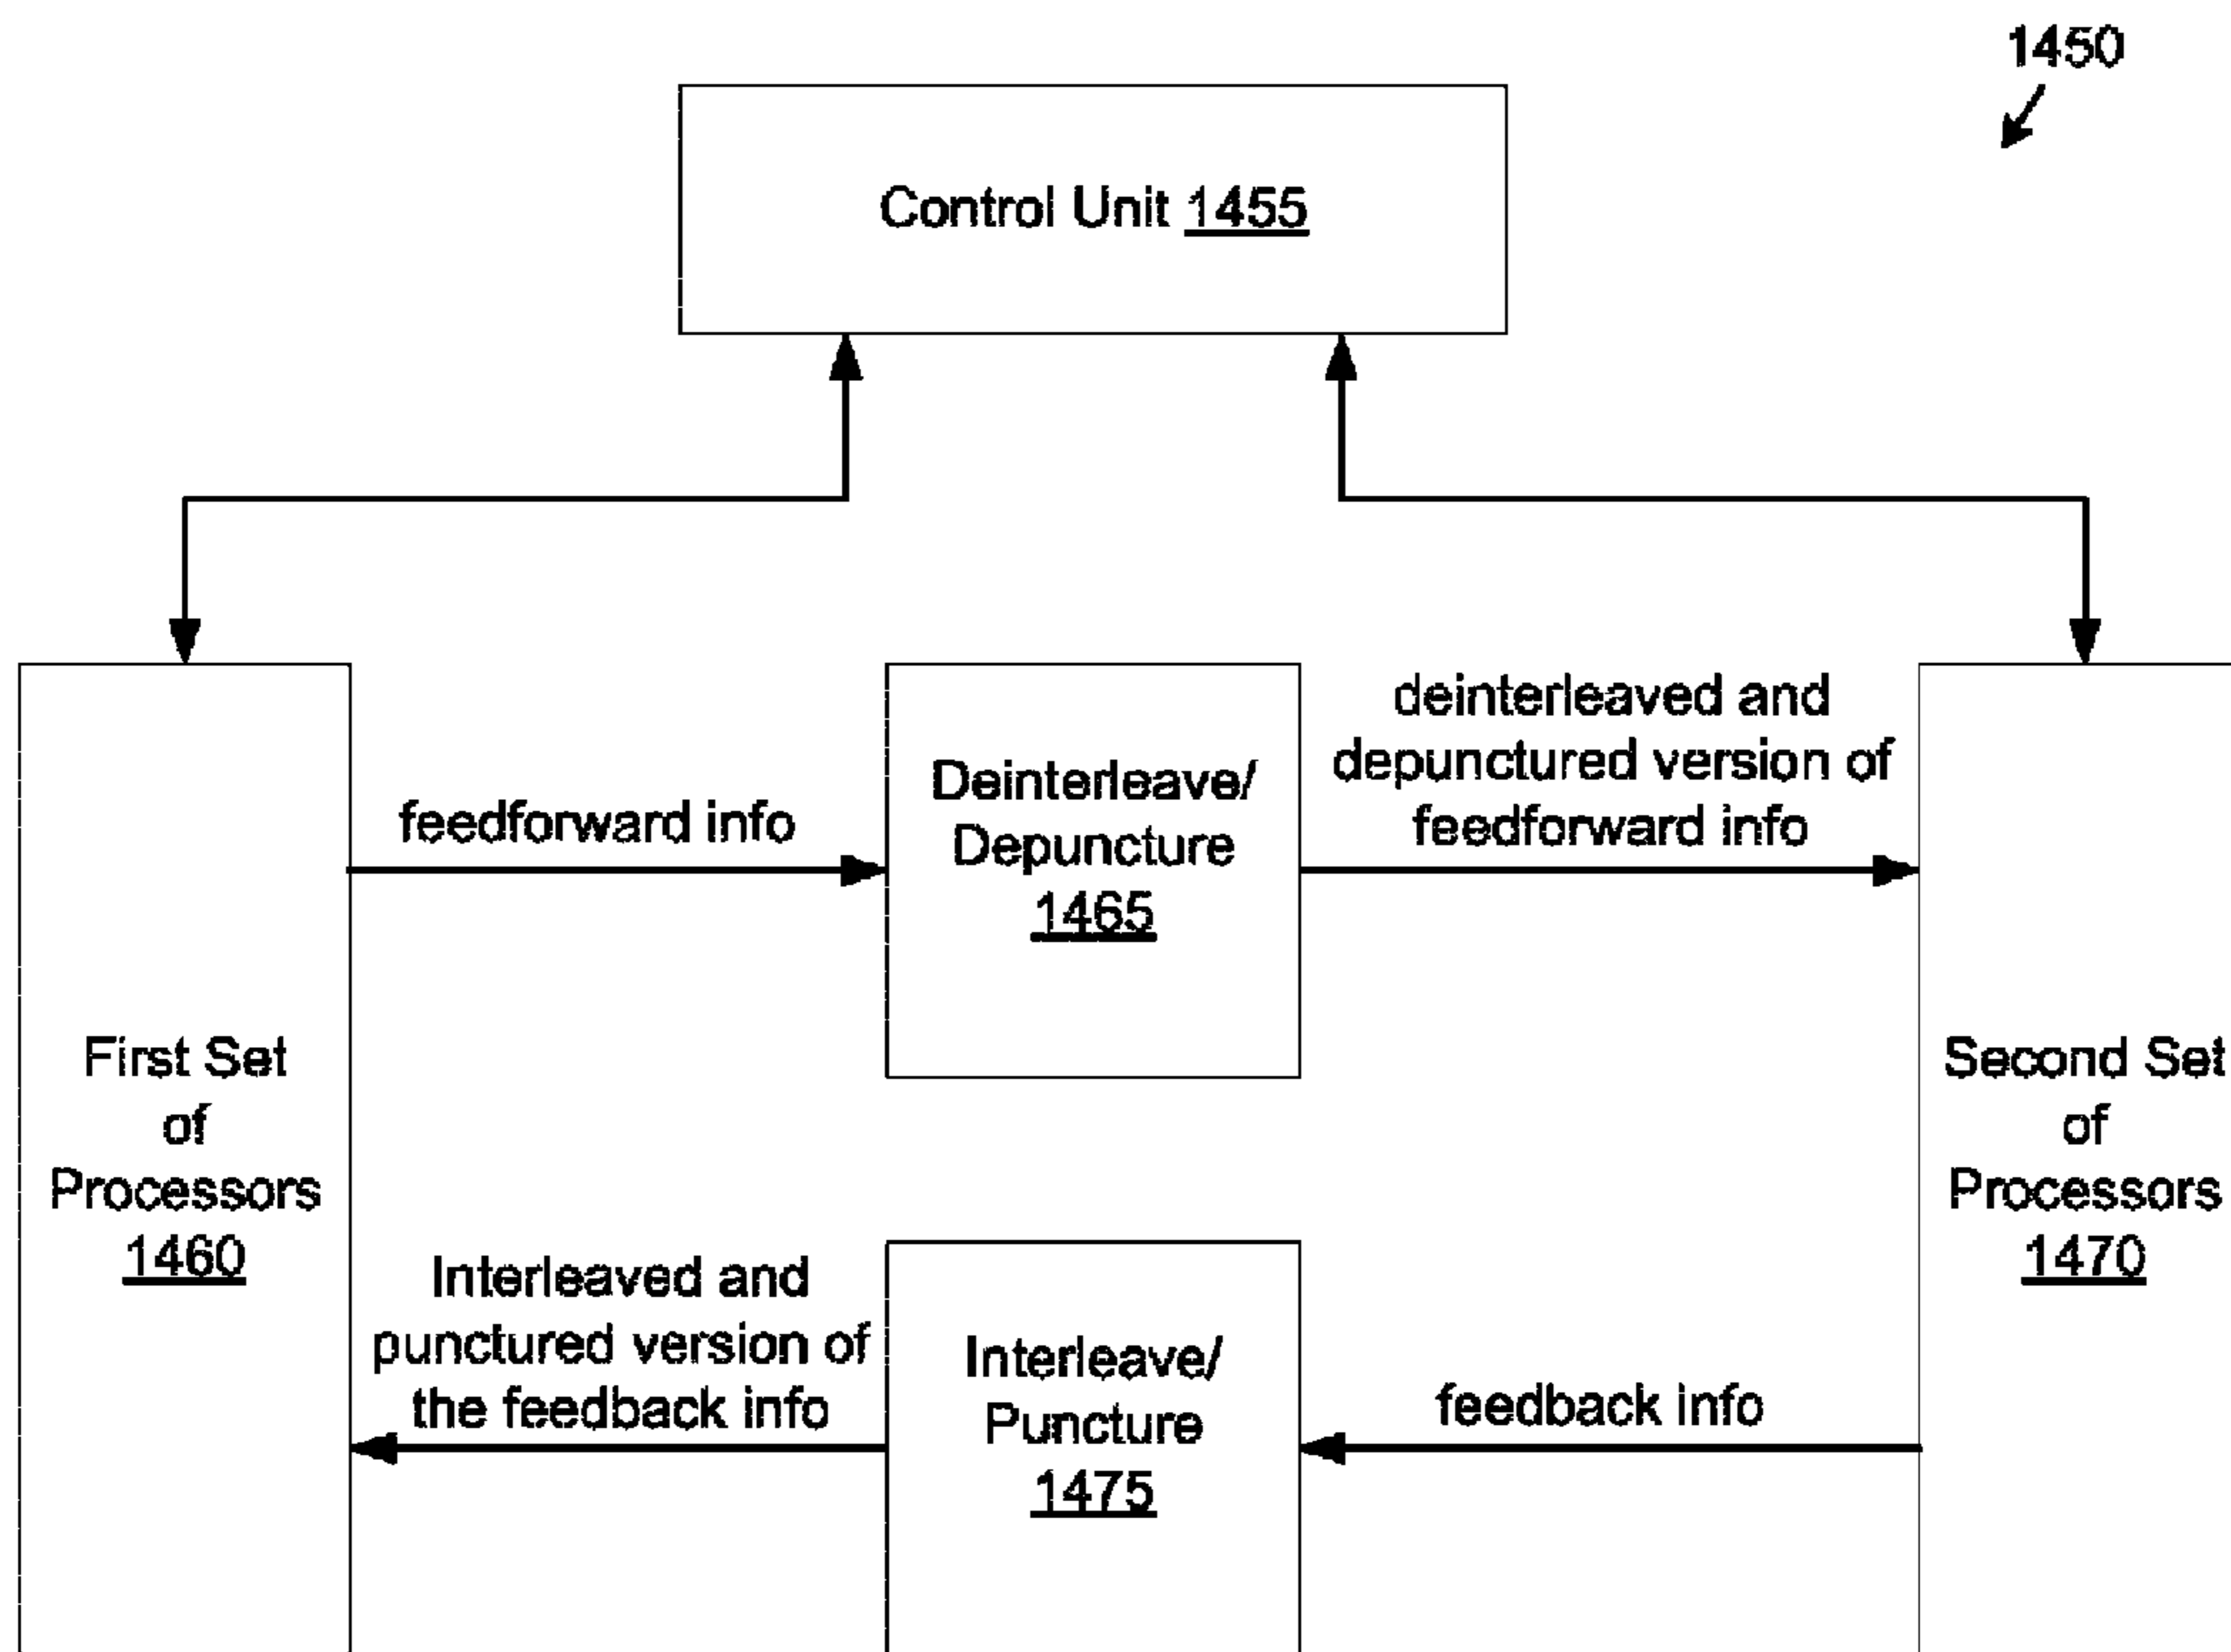 1450
Control Unit 1455
feedforward info
Deinterleave/
Depuncture
1465
deinterleaved and
depunctured version of
feedforward info
First Set
of
Processors
1460
Second Set
of
Processors
1470
Interleaved and
punctured version of
the feedback info
Interleave/
Puncture
1475
feedback info